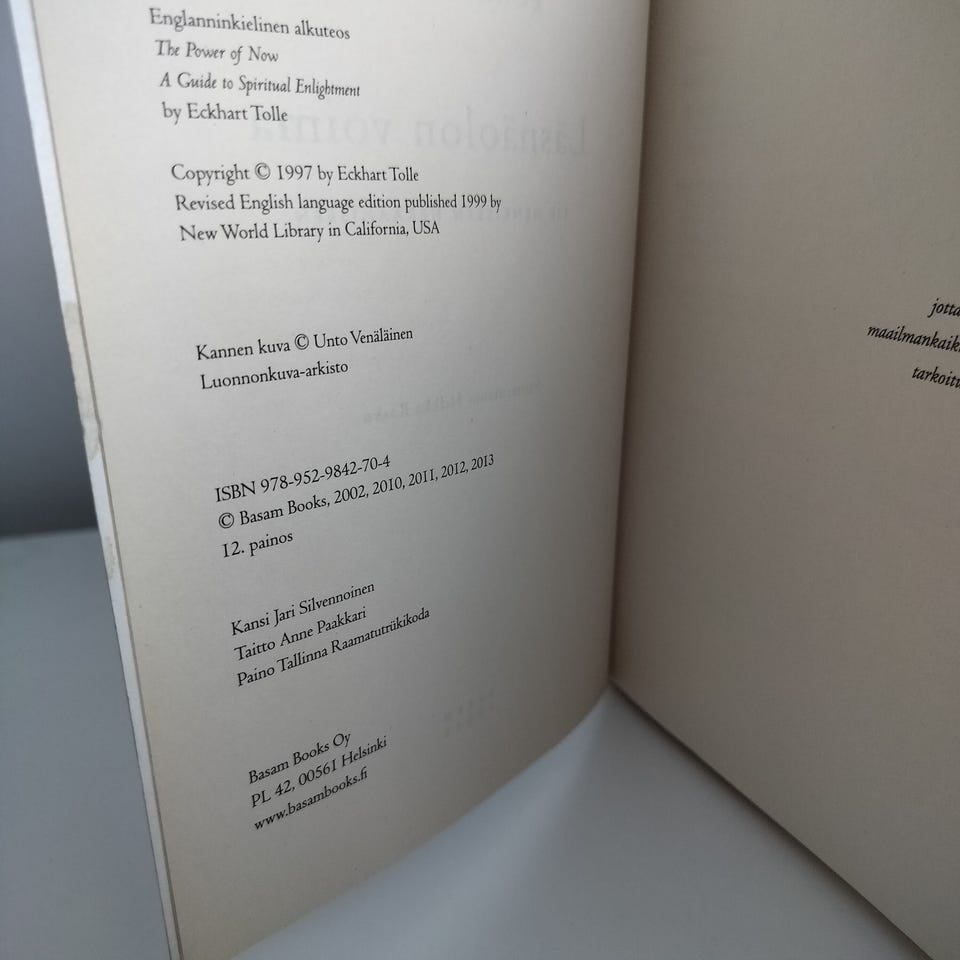 Englanninkielinen alkuteos
The Power of Now
A Guide to Spiritual Enlightment
by Eckhart Tolle
Copyright © 1997 by Eckhart Tolle
Revised English language edition published 1999 by
New World Library in California, USA
Kannen kuva © Unto Venäläinen
Luonnonkuva-arkisto
ISBN 978-952-9842-70-4
© Basam Books, 2002, 2010, 2011, 2012, 2013
12. painos
Kansi Jari Silvennoinen
Taitto Anne Paakkari
Paino Tallinna Raamatutrükikoda
Basam Books Oy
PL 42, 00561 Helsinki
www.basambooks.fi
jotta